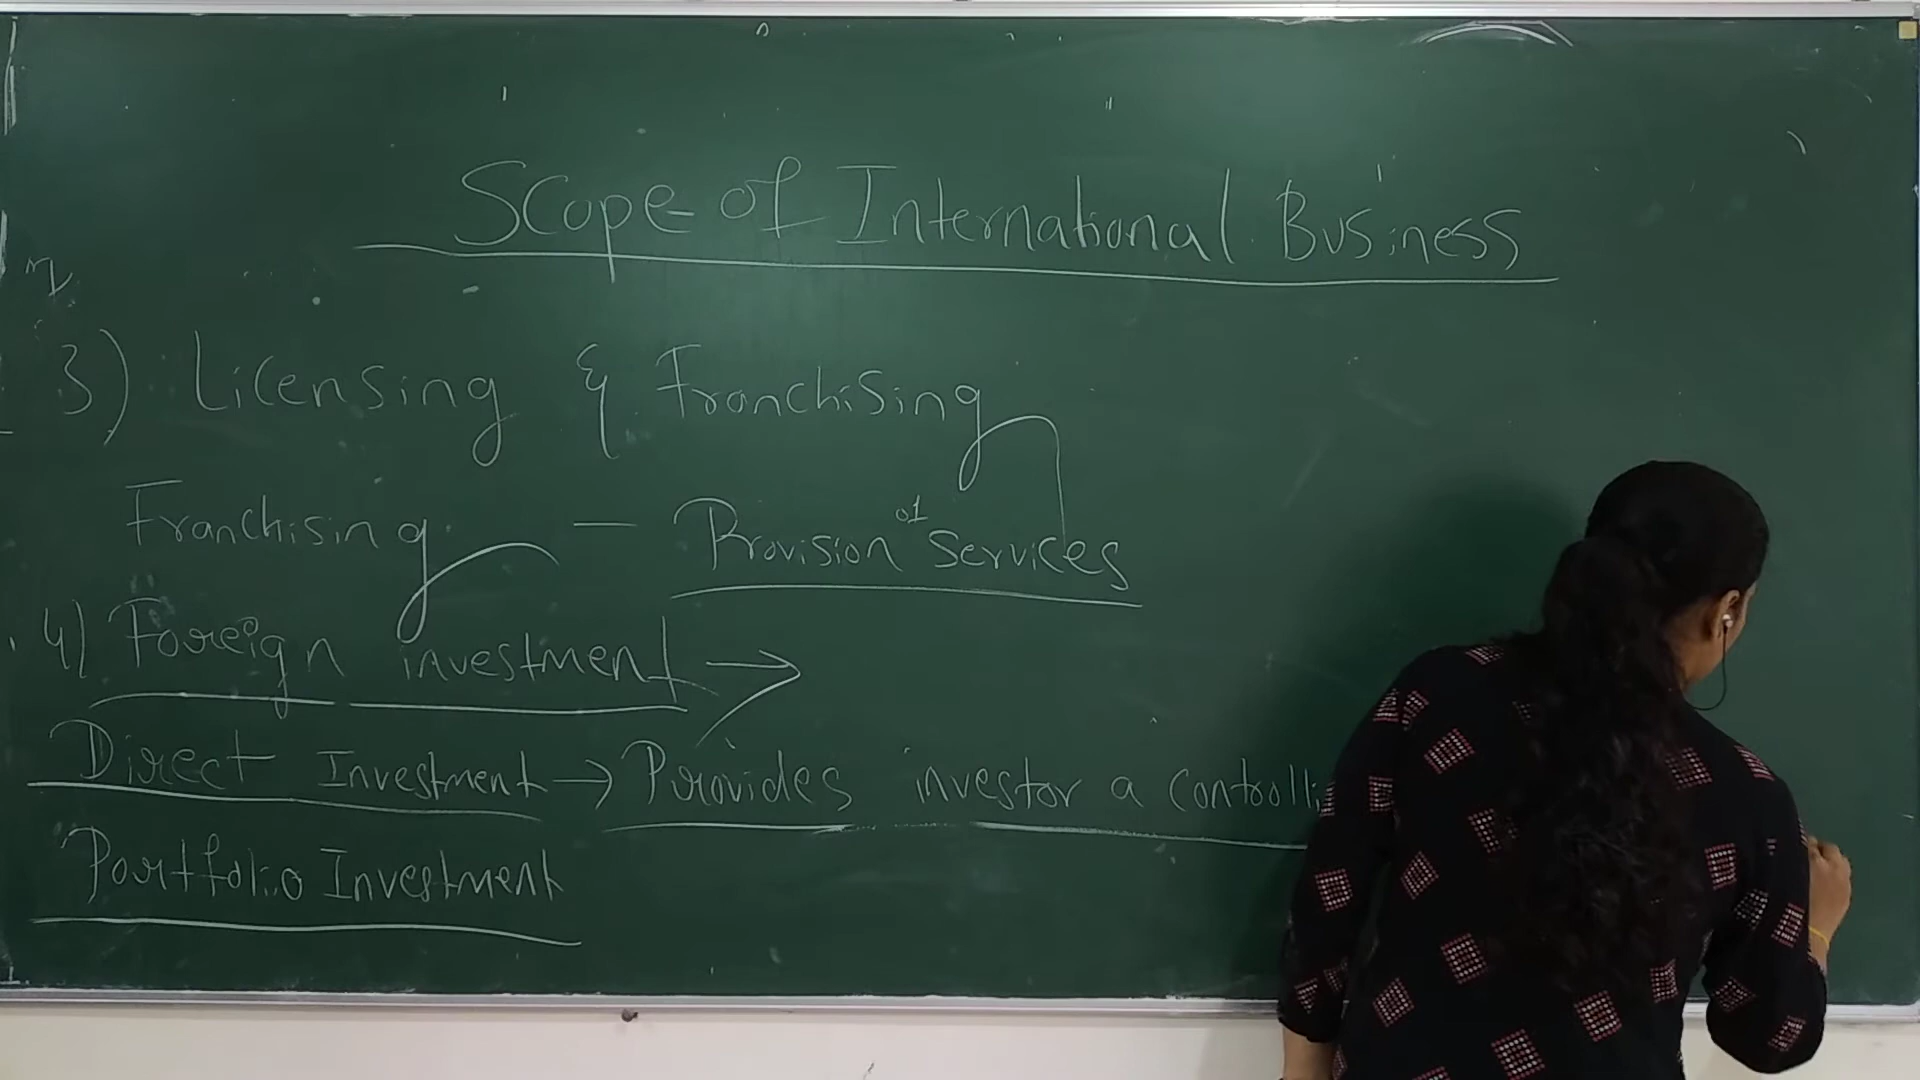 Scope of International Business
3) Licensing & Franchising
Franchising — Provision of Services
4) Foreign investment →
Direct Investment → Provides investor a controlli
Portfolio Investment